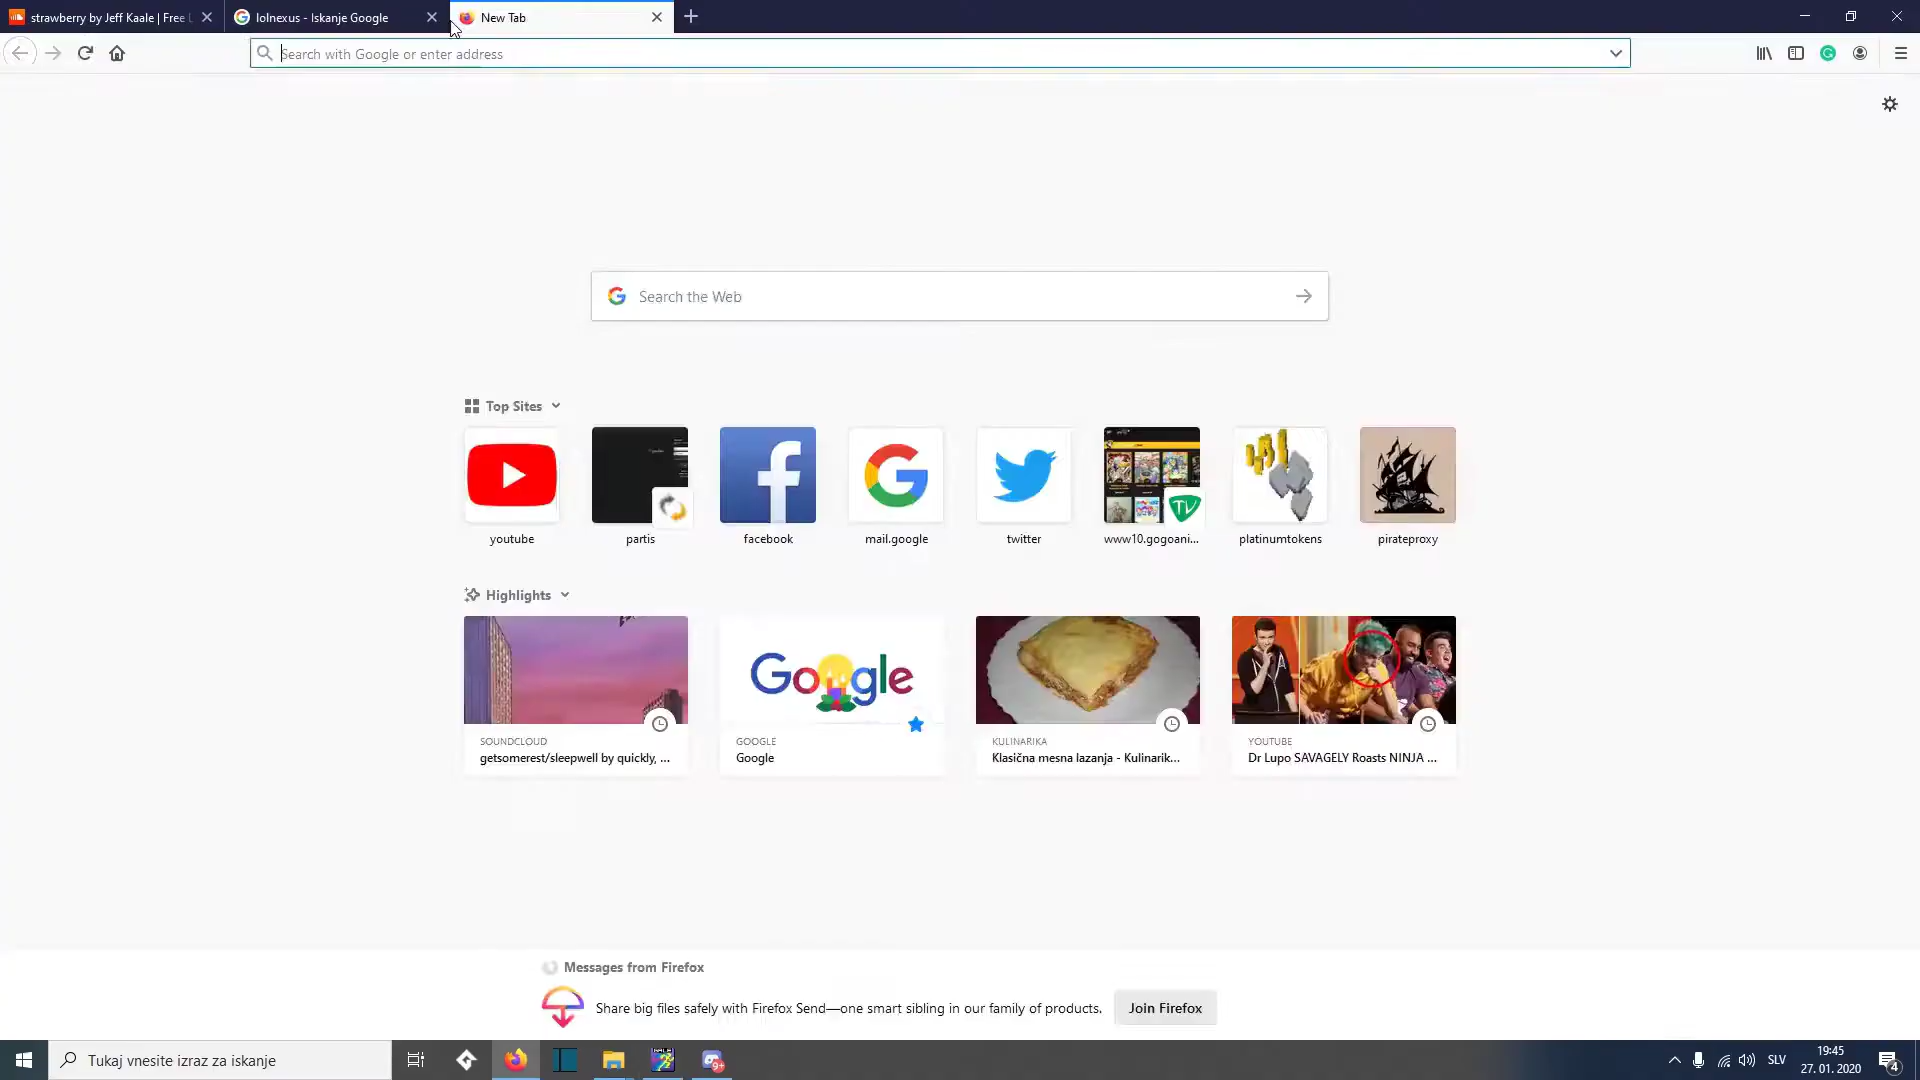 strawberry by Jeff Kaale | Free L
lolnexus - Iskanje Google
New Tab
Search with Google or enter address
Search the Web
Top Sites
youtube
partis
facebook
mail.google
twitter
www10.gogoani...
platinumtokens
pirateproxy
TV
Highlights
Google
SOUNDCLOUD
getsomerest/sleepwell by quickly, ...
GOOGLE
Google
KULINARIKA
Klasična mesna lazanja - Kulinarik...
YOUTUBE
Dr Lupo SAVAGELY Roasts NINJA ...
Messages from Firefox
Share big files safely with Firefox Send—one smart sibling in our family of products.
Join Firefox
Tukaj vnesite izraz za iskanje
9+
SLV
19:45
27. 01. 2020
4